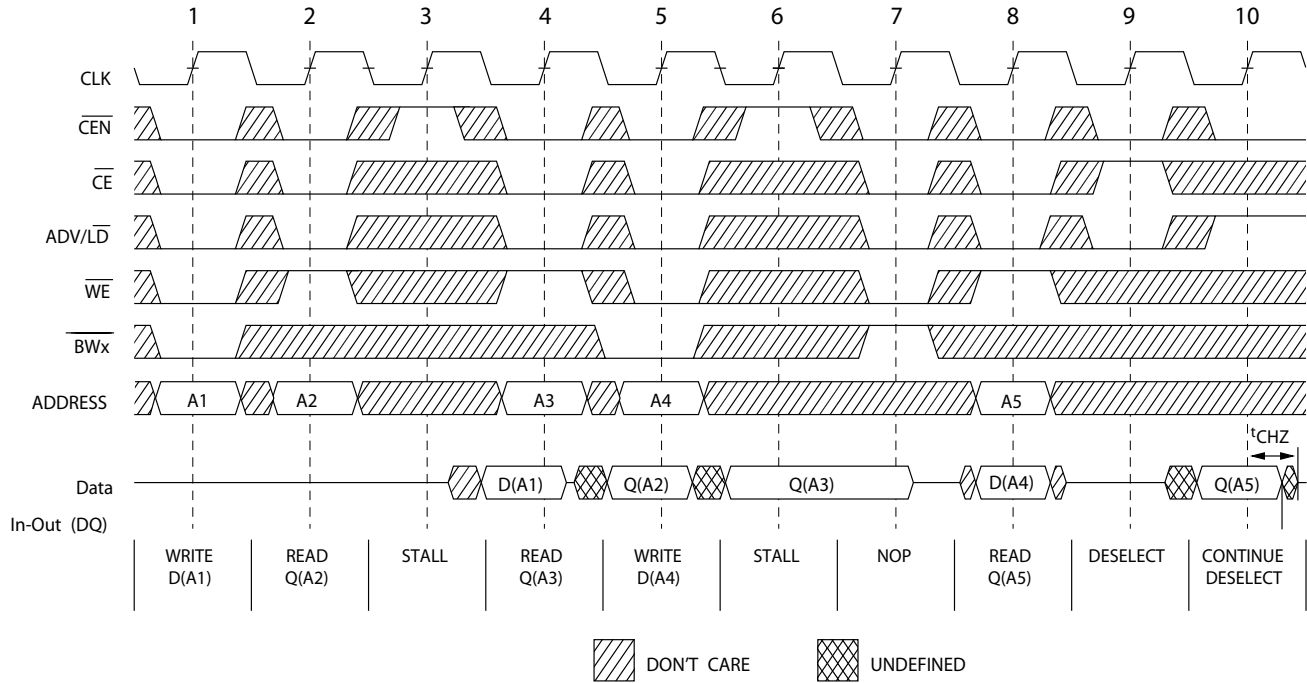 1 2 3 4 5 6 7 8 9 10
CLK
CEN
CE
ADV/LD
WE
BWx
ADDRESS A1 A2 A3 A4 A5
tCHZ
Data D(A1) Q(A2) Q(A3) D(A4) Q(A5)
In-Out (DQ)
WRITE READ STALL READ WRITE STALL NOP READ DESELECT CONTINUE
D(A1) Q(A2) Q(A3) D(A4) Q(A5) DESELECT
DON'T CARE UNDEFINED